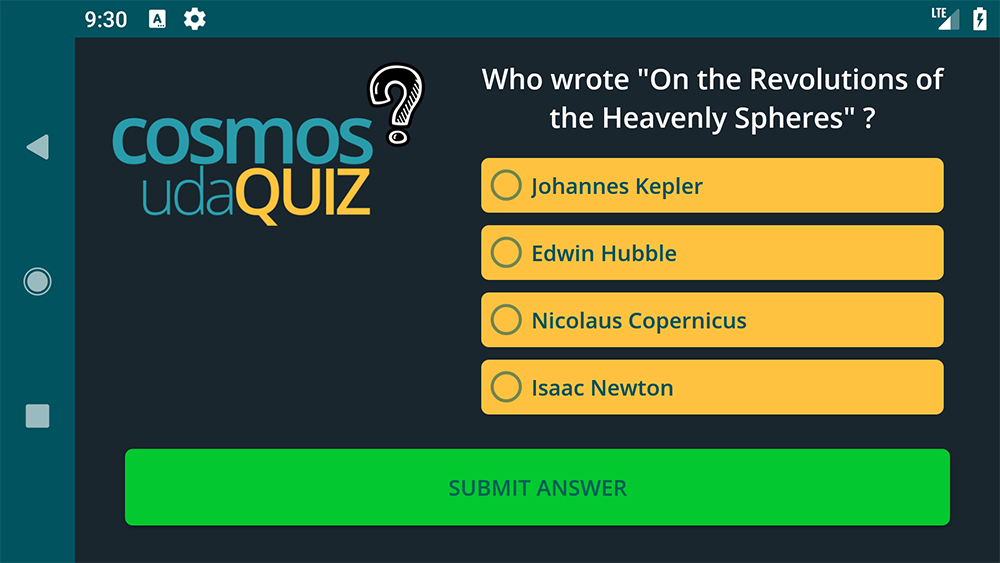 9:30
A
LTE
cosmos?
udaQUIZ
Who wrote "On the Revolutions of
the Heavenly Spheres" ?
Johannes Kepler
Edwin Hubble
Nicolaus Copernicus
Isaac Newton
SUBMIT ANSWER